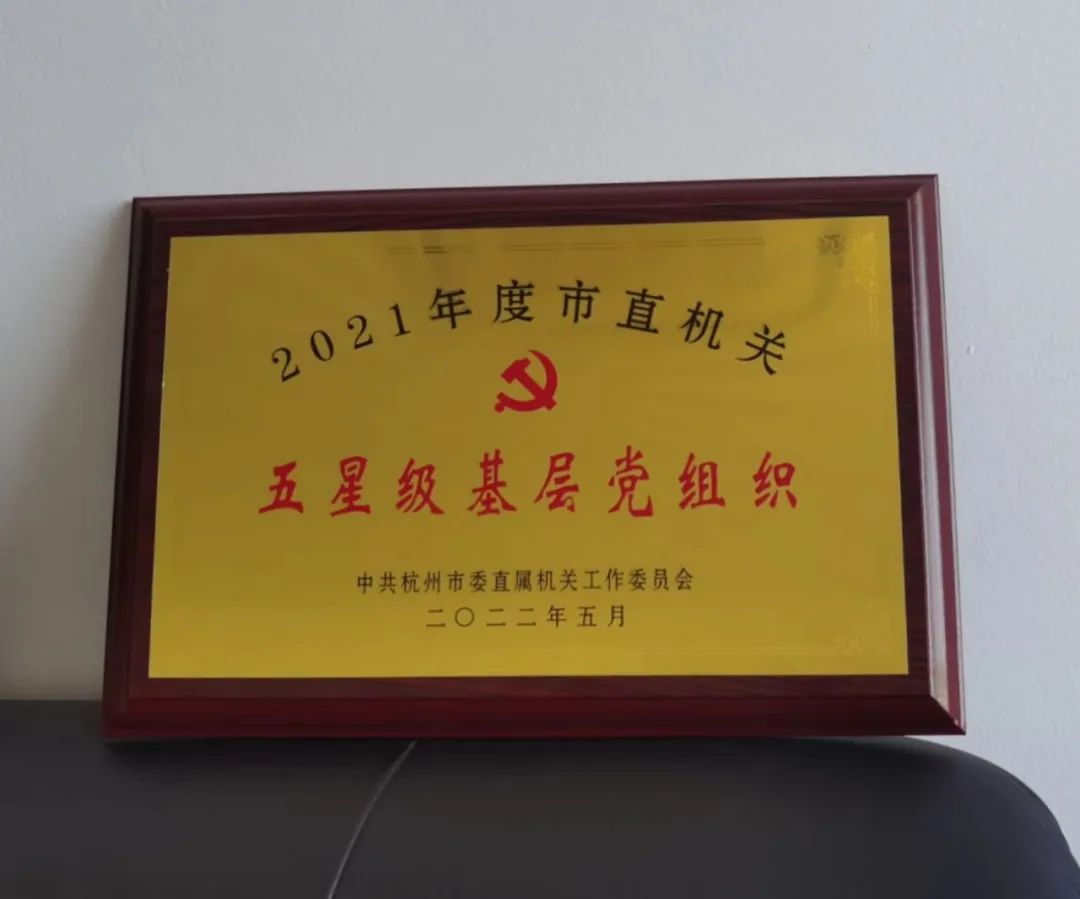 2021年度市直机关
五星级基层党组织
中共杭州市委直属机关工作委员会
二〇二二年五月